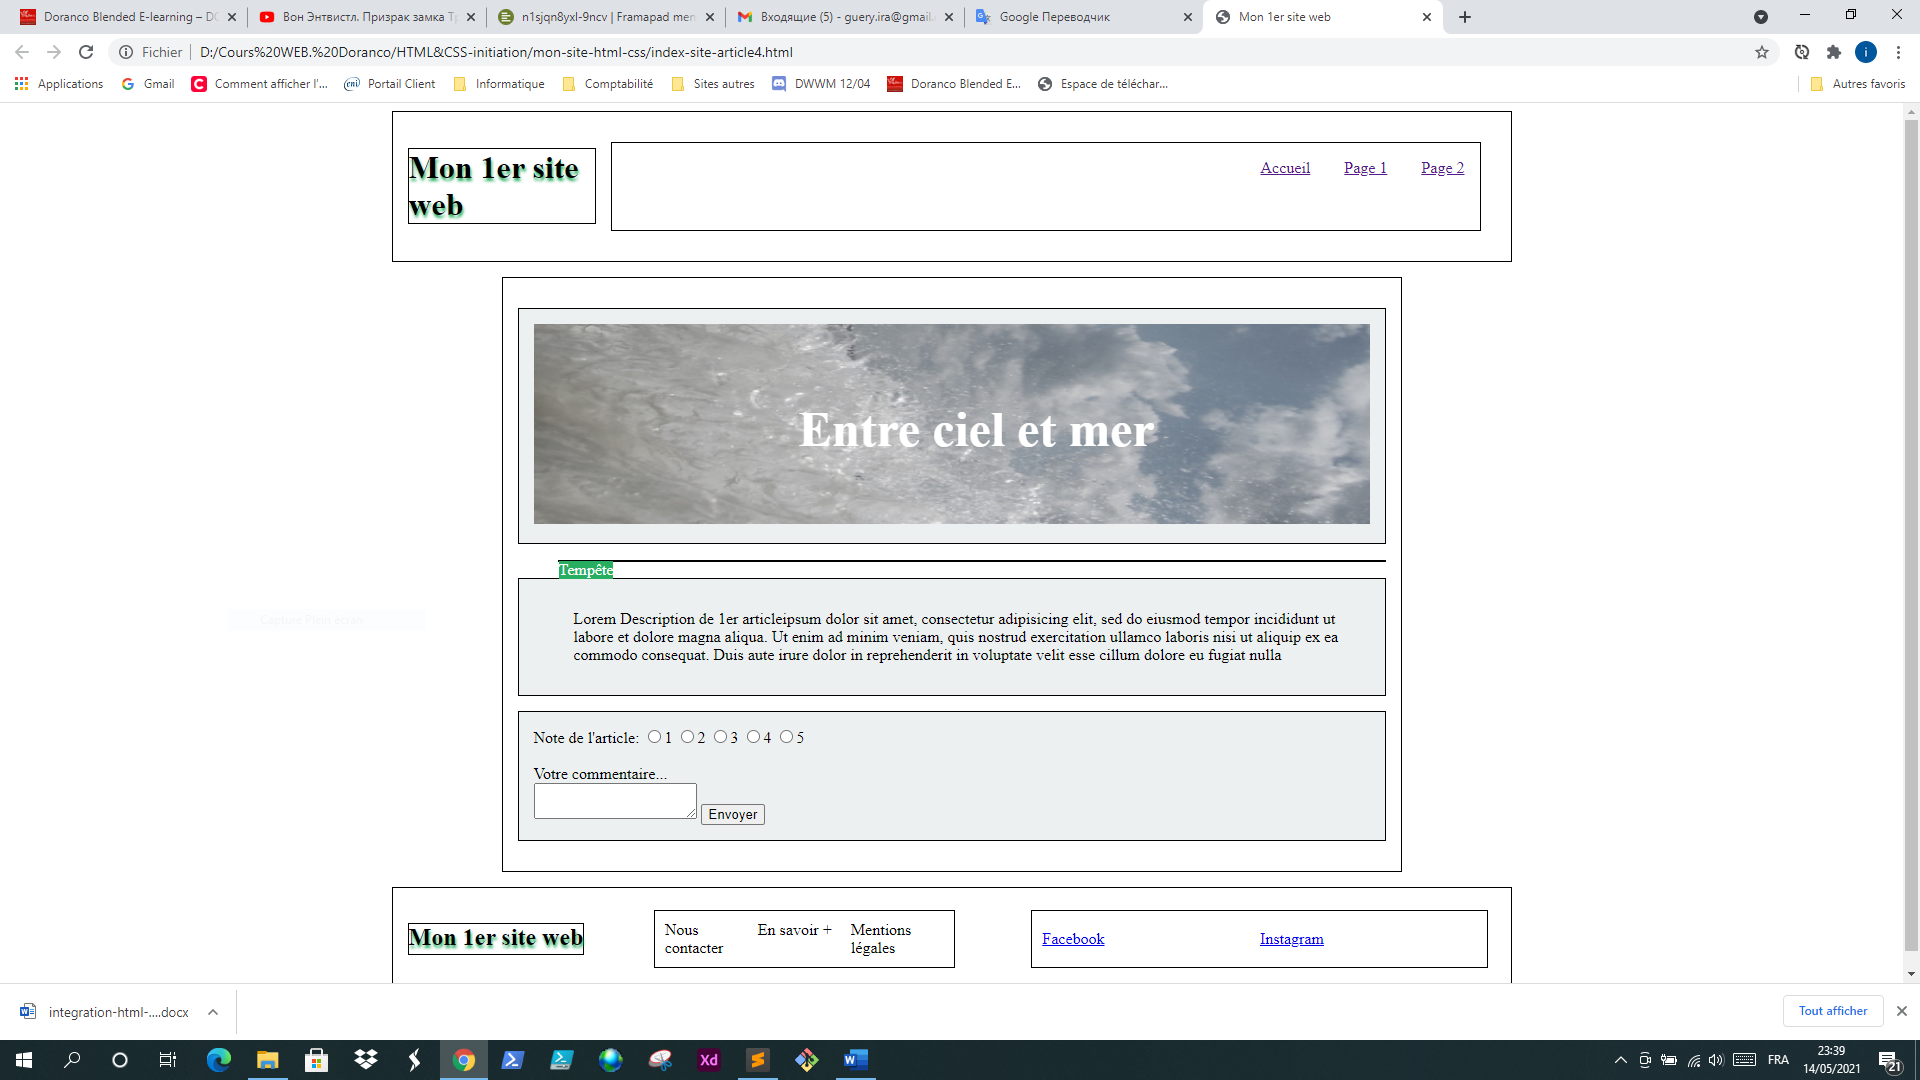 Doranco Blended E-learning – DO
Вон Энтвистл. Призрак замка Т
n1sjqn8yxl-9ncv | Framapad men
Входящие (5) - guery.ira@gmail.
Google Переводчик
Mon 1er site web
Fichier
D:/Cours%20WEB.%20Doranco/HTML&CSS-initiation/mon-site-html-css/index-site-article4.html
Applications
Gmail
Comment afficher l'...
Portail Client
Informatique
Comptabilité
Sites autres
DWWM 12/04
Doranco Blended E...
Espace de téléchar...
Autres favoris
Mon 1er site
web
Accueil
Page 1
Page 2
Entre ciel et mer
Tempête
Lorem Description de 1er articleipsum dolor sit amet, consectetur adipisicing elit, sed do eiusmod tempor incididunt ut
labore et dolore magna aliqua. Ut enim ad minim veniam, quis nostrud exercitation ullamco laboris nisi ut aliquip ex ea
commodo consequat. Duis aute irure dolor in reprehenderit in voluptate velit esse cillum dolore eu fugiat nulla
Note de l'article: 1 2 3 4 5
Votre commentaire...
Envoyer
Mon 1er site web
Nous
contacter
En savoir +
Mentions
légales
Facebook
Instagram
integration-html-....docx
Tout afficher
Xd
FRA
23:39
14/05/2021
21